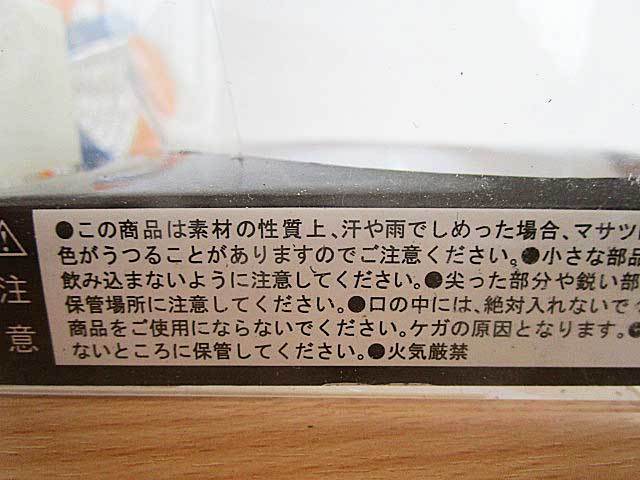 注意
●この商品は素材の性質上、汗や雨でしめった場合、マサツ
色がうつることがありますのでご注意ください。●小さな部品
飲み込まないように注意してください。●尖った部分や鋭い部
保管場所に注意してください。●口の中には、絶対入れないで
商品をご使用にならないでください。ケガの原因となります。●
ないところに保管してください。●火気厳禁